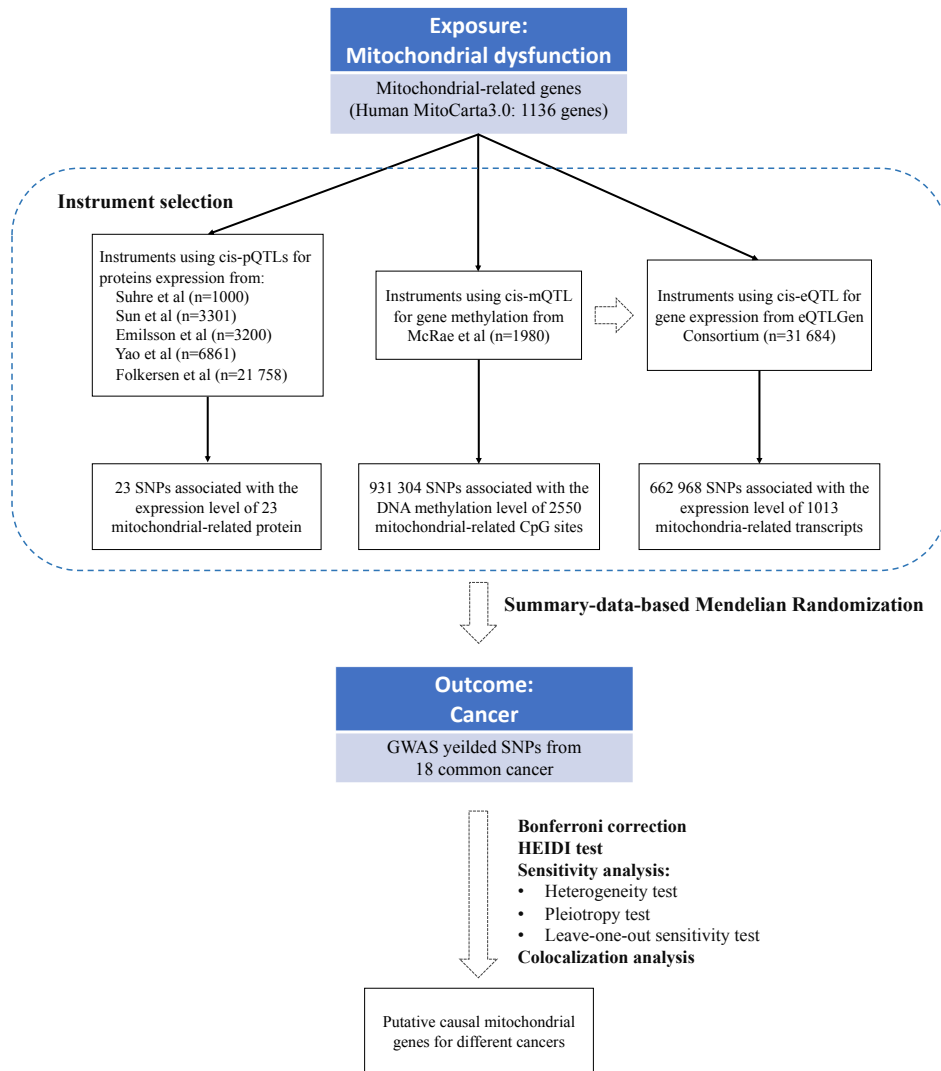 Exposure:
Mitochondrial dysfunction
Mitochondrial-related genes
(Human MitoCarta3.0: 1136 genes)
Instrument selection
Instruments using cis-pQTLs for
proteins expression from:
Suhre et al (n=1000)
Sun et al (n=3301)
Emilsson et al (n=3200)
Yao et al (n=6861)
Folkersen et al (n=21 758)
Instruments using cis-mQTL
for gene methylation from
McRae et al (n=1980)
Instruments using cis-eQTL for
gene expression from eQTLGen
Consortium (n=31 684)
23 SNPs associated with the
expression level of 23
mitochondrial-related protein
931 304 SNPs associated with the
DNA methylation level of 2550
mitochondrial-related CpG sites
662 968 SNPs associated with the
expression level of 1013
mitochondria-related transcripts
Summary-data-based Mendelian Randomization
Outcome:
Cancer
GWAS yeilded SNPs from
18 common cancer
Bonferroni correction
HEIDI test
Sensitivity analysis:
• Heterogeneity test
• Pleiotropy test
• Leave-one-out sensitivity test
Colocalization analysis
Putative causal mitochondrial
genes for different cancers